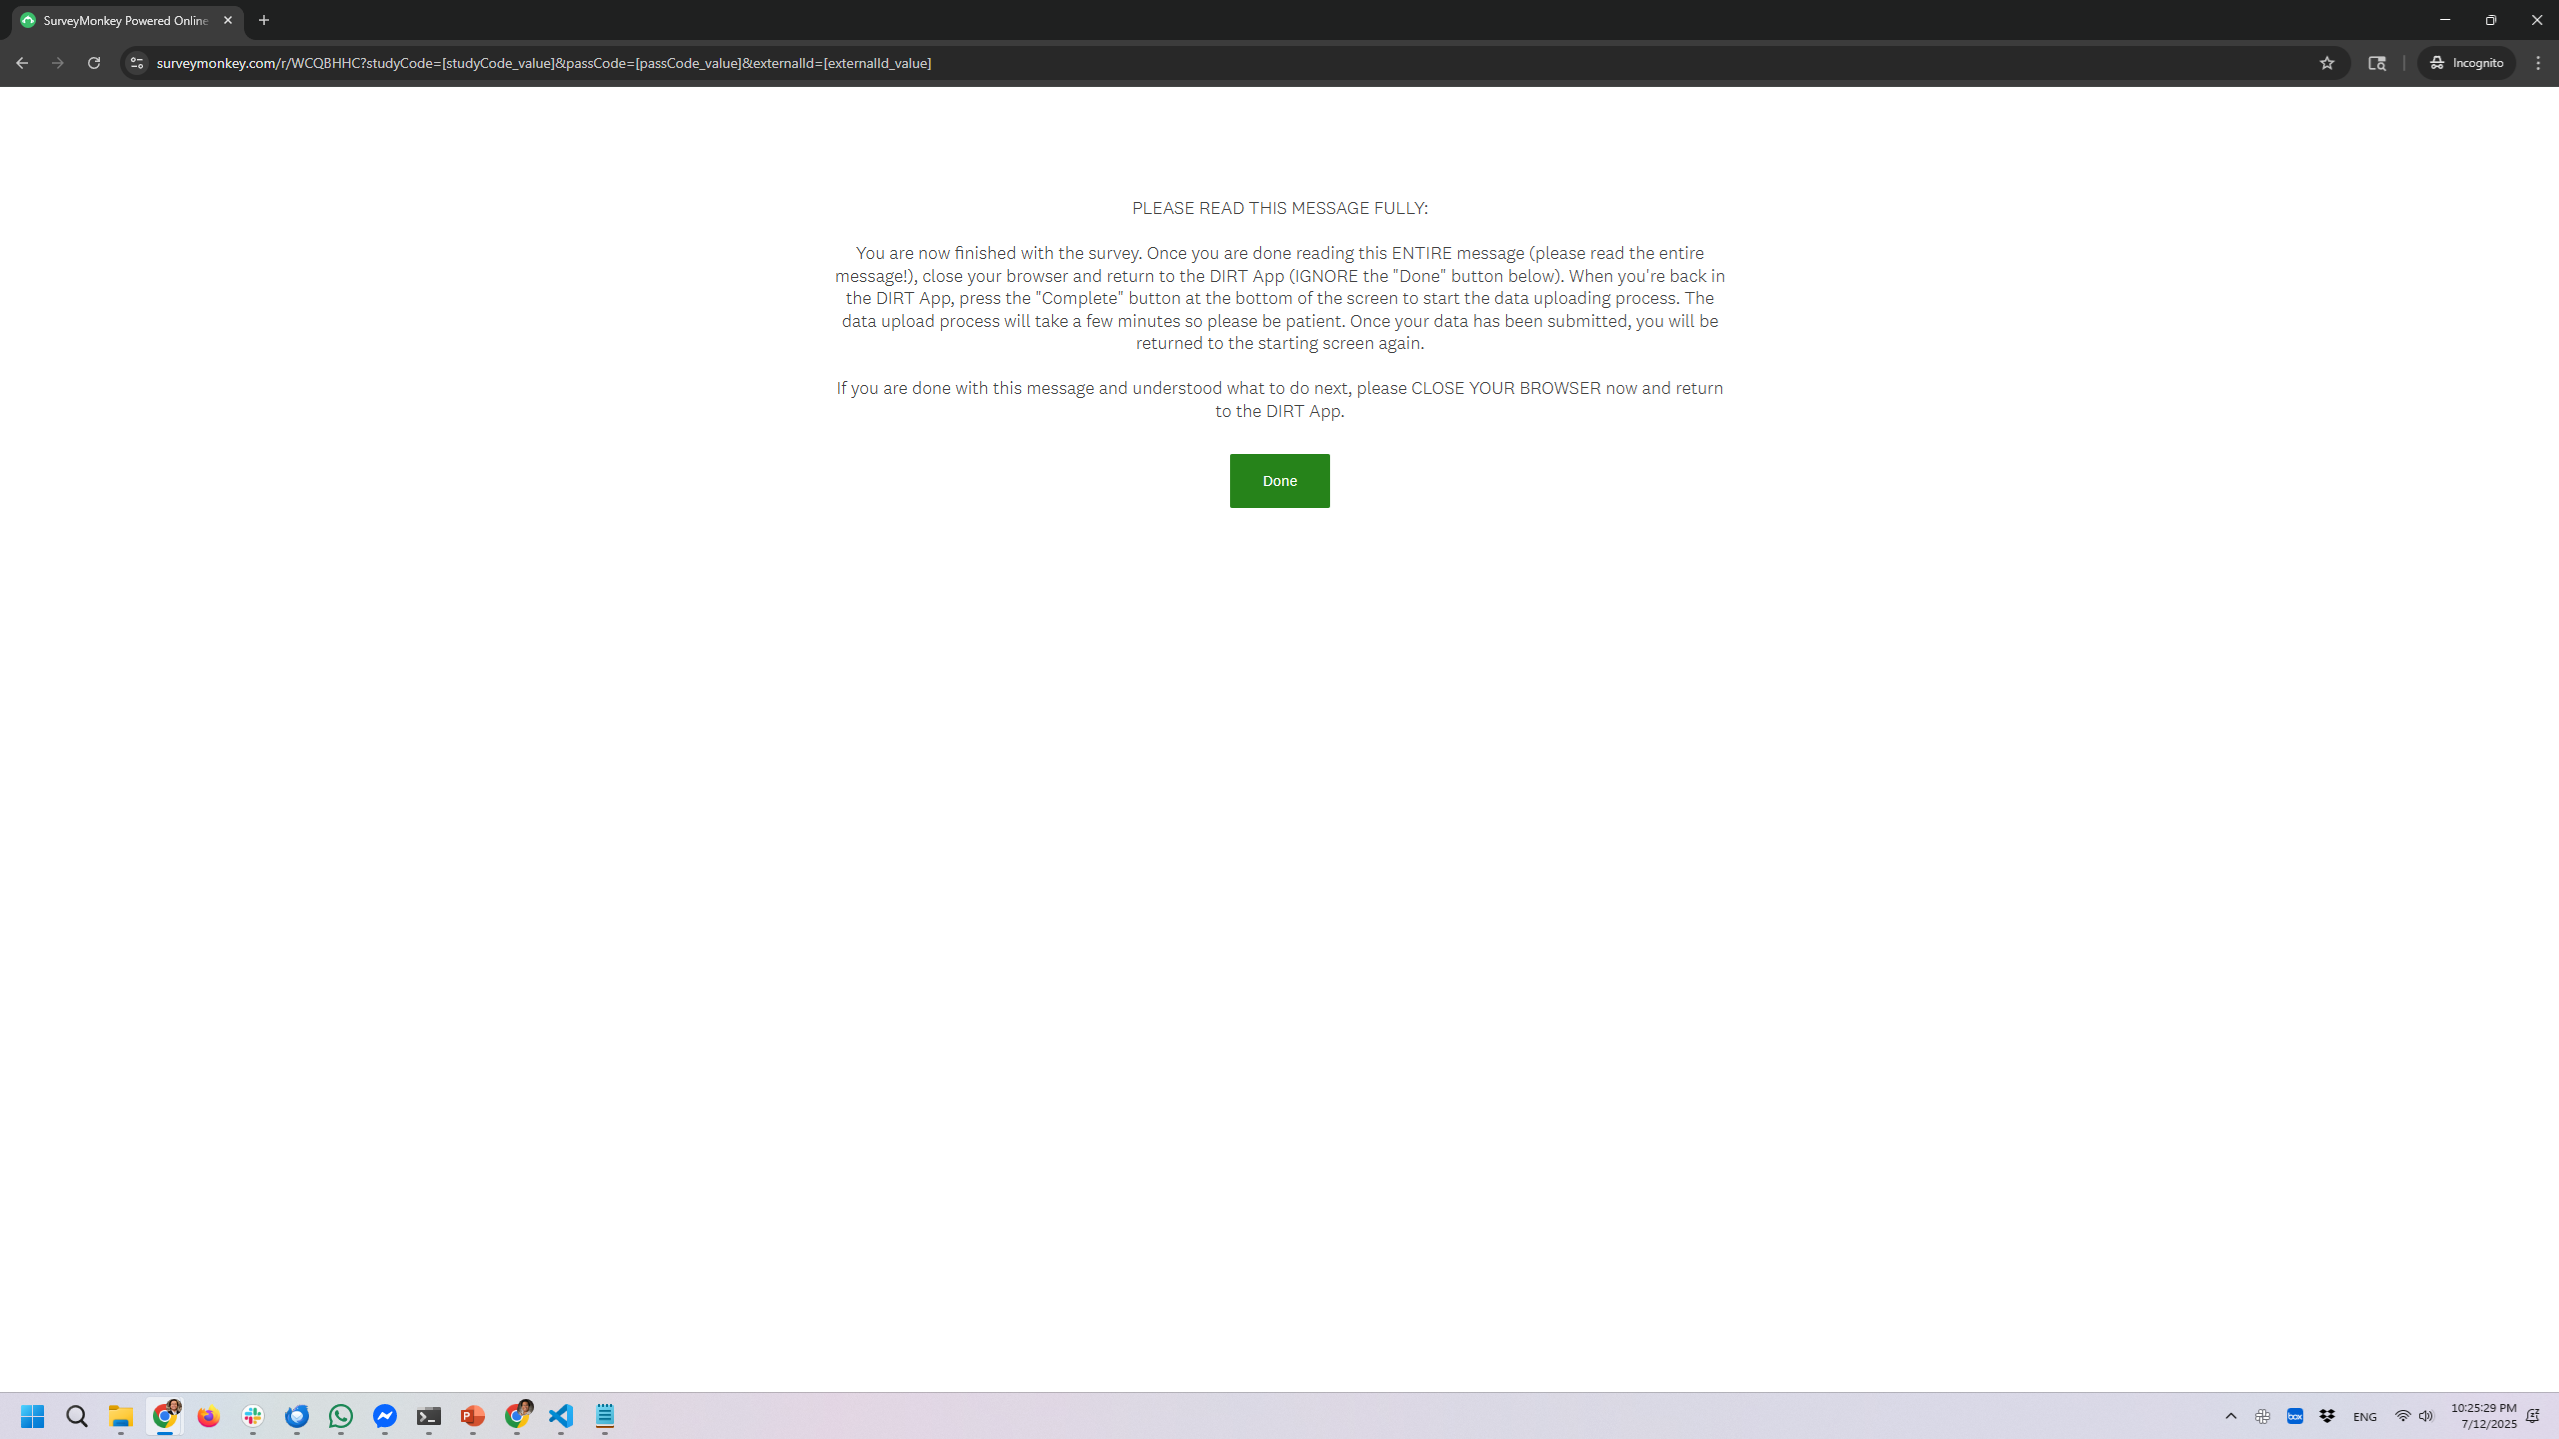 SurveyMonkey Powered Online
surveymonkey.com/r/WCQBHHC?studyCode=[studyCode_value]&passCode=[passCode_value]&externalId=[externalId_value]
Incognito
PLEASE READ THIS MESSAGE FULLY:
You are now finished with the survey. Once you are done reading this ENTIRE message (please read the entire
message!), close your browser and return to the DIRT App (IGNORE the "Done" button below). When you're back in
the DIRT App, press the "Complete" button at the bottom of the screen to start the data uploading process. The
data upload process will take a few minutes so please be patient. Once your data has been submitted, you will be
returned to the starting screen again.
If you are done with this message and understood what to do next, please CLOSE YOUR BROWSER now and return
to the DIRT App.
Done
box
ENG
10:25:29 PM
7/12/2025